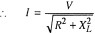 ∴ I = V / √(R² + X_L²)